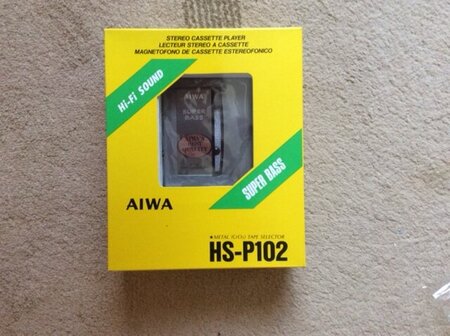 STEREO CASSETTE PLAYER
LECTEUR STEREO A CASSETTE
MAGNETOFONO DE CASSETTE ESTEREOFONICO
Hi-Fi SOUND
AIWA
SUPER
BASS
SUPER BASS
AIWA
★METAL TAPE SELECTOR
HS-P102